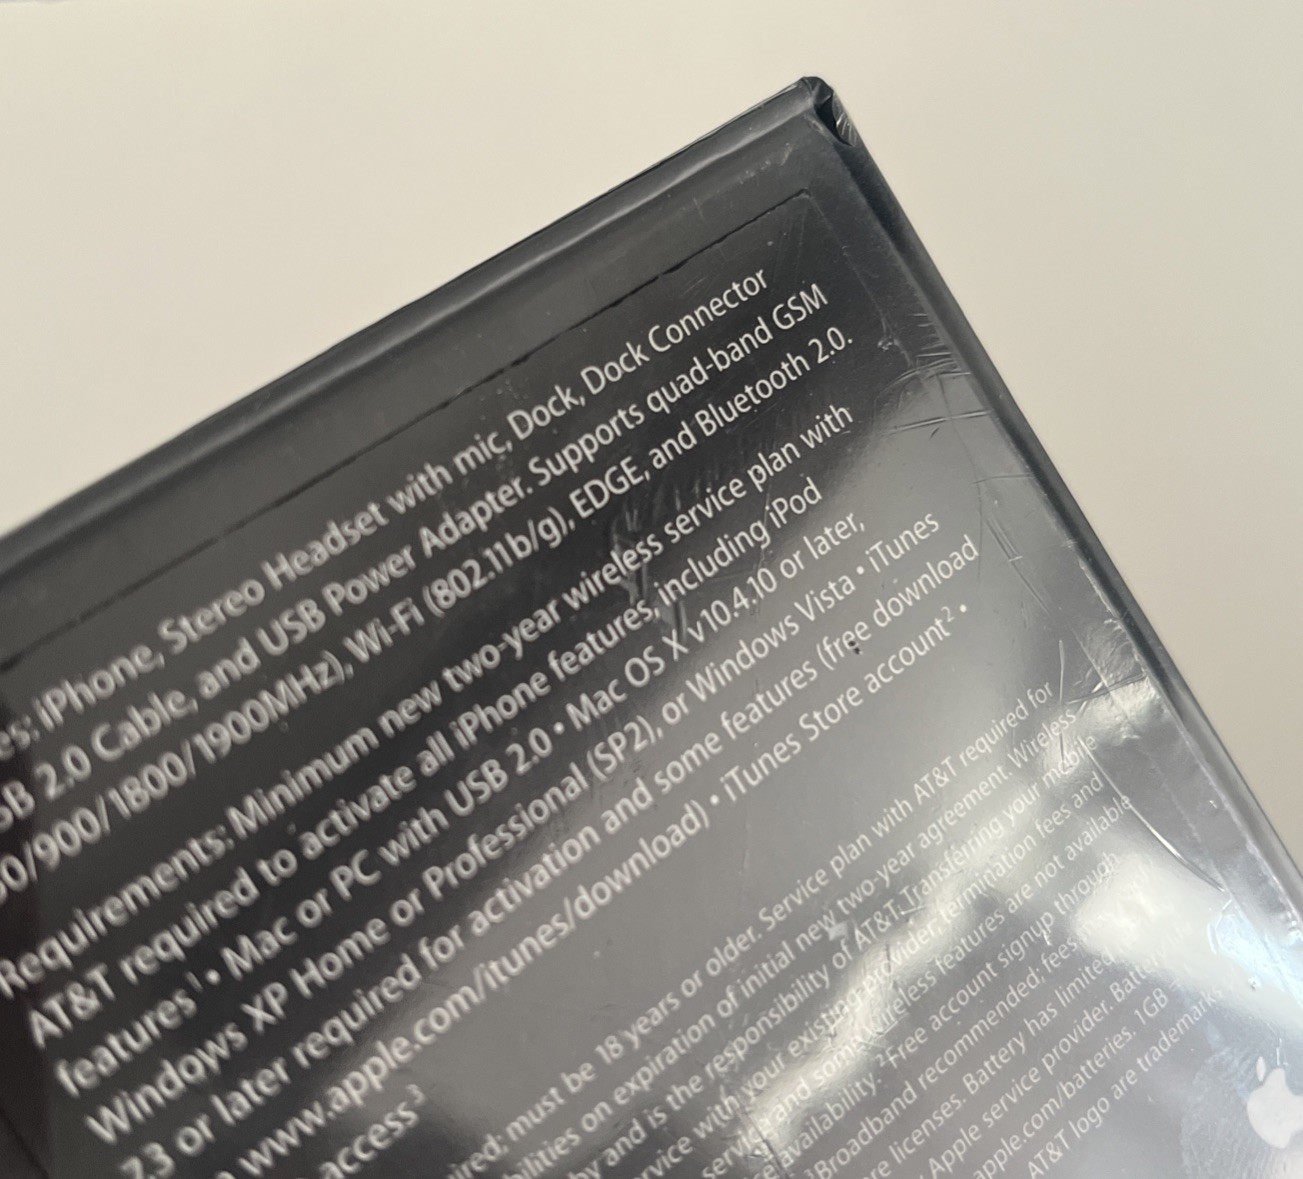 iPhone, Stereo Headset with mic, Dock, Dock Connector
2.0 Cable, and USB Power Adapter. Supports quad-band GSM
/900/1800/1900MHz), Wi-Fi (802.11b/g), EDGE, and Bluetooth 2.0.
Requirements: Minimum new two-year wireless service plan with
AT&T required to activate all iPhone features, including iPod
features¹ • Mac or PC with USB 2.0 • Mac OS X v10.4.10 or later,
Windows XP Home or Professional (SP2), or Windows Vista • iTunes
7.3 or later required for activation and some features (free download
www.apple.com/itunes/download) • iTunes Store account² •
access³
must be 18 years or older. Service plan with AT&T required for
on expiration of initial new two-year agreement. Wireless
and is the responsibility of AT&T. Transferring your mobile
with your existing provider. Termination fees and
and some wireless features are not available
availability. ²Free account signup through
³Broadband recommended; fees
licenses. Battery has limited
Apple service provider.
apple.com/batteries. 1GB
AT&T logo are trademarks